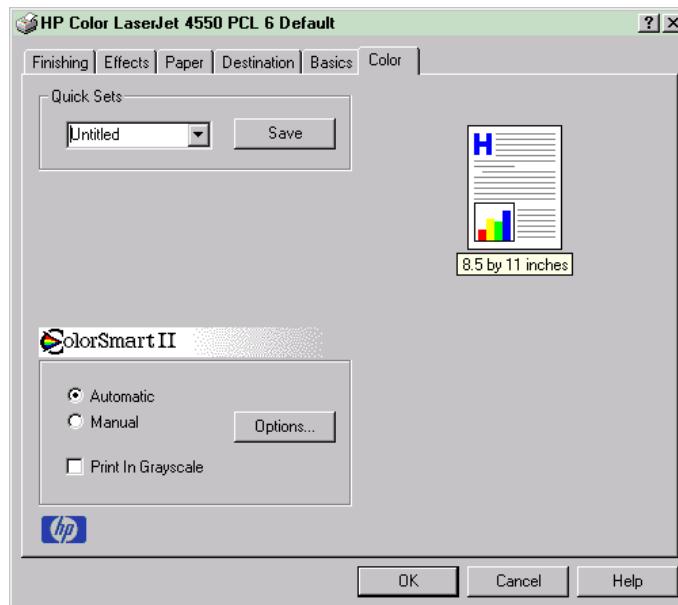 HP Color LaserJet 4550 PCL 6 Default
Finishing Effects Paper Destination Basics Color
Quick Sets
Untitled Save
H
8.5 by 11 inches
ColorSmart II
Automatic
Manual
Options...
Print In Grayscale
hp
OK Cancel Help